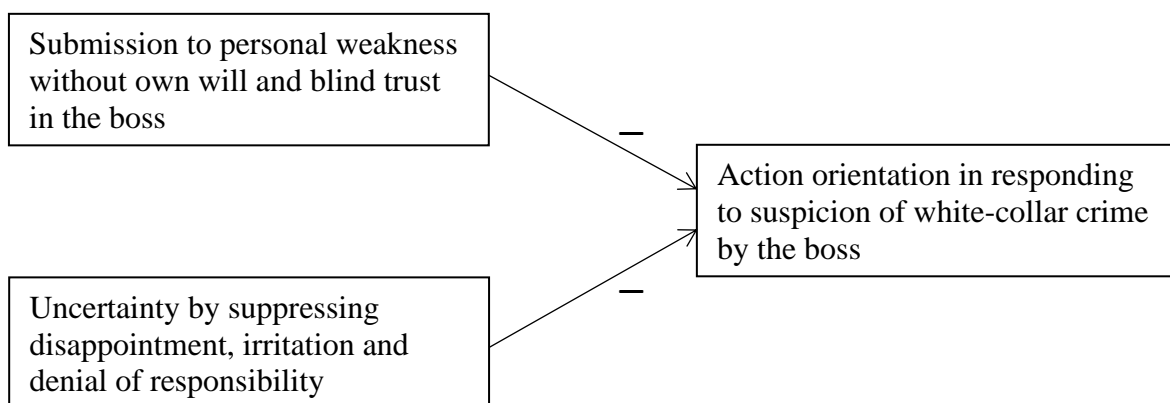 Submission to personal weakness
without own will and blind trust
in the boss
–
Action orientation in responding
to suspicion of white-collar crime
by the boss
–
Uncertainty by suppressing
disappointment, irritation and
denial of responsibility